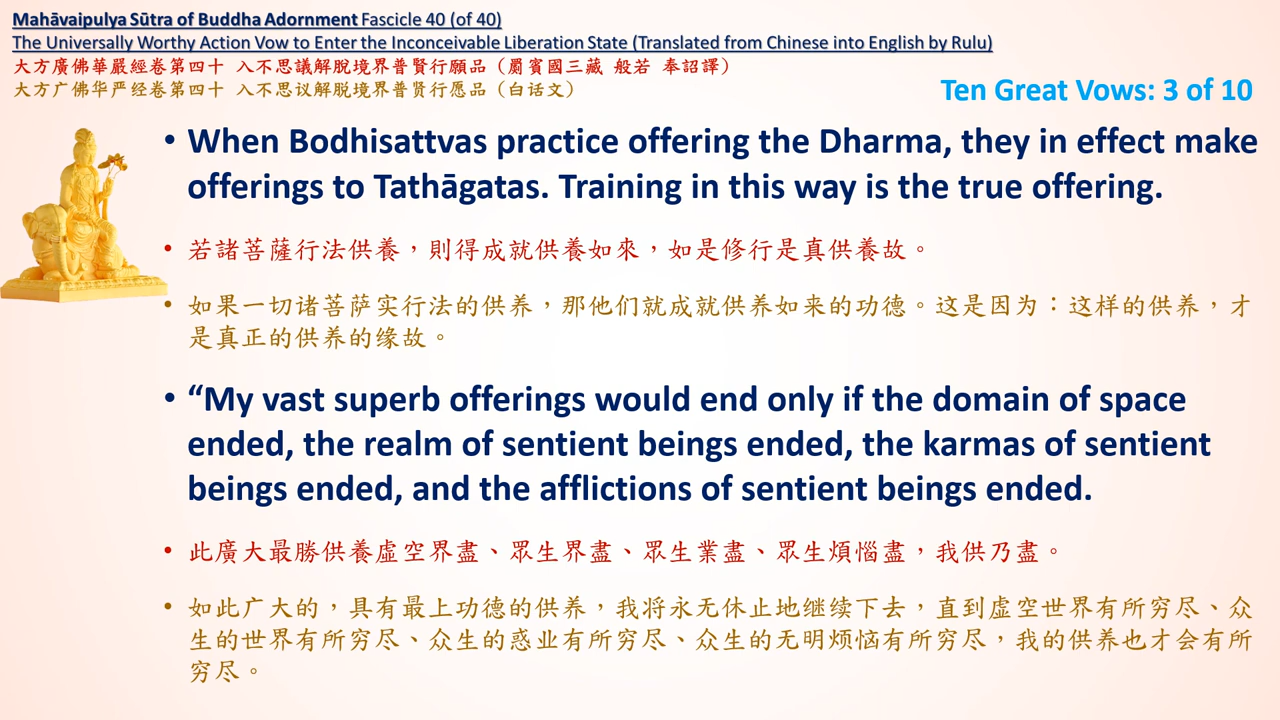 Mahāvaipulya Sūtra of Buddha Adornment Fascicle 40 (of 40)
The Universally Worthy Action Vow to Enter the Inconceivable Liberation State (Translated from Chinese into English by Rulu)
大方廣佛華嚴經卷第四十 入不思議解脫境界普賢行願品（罽賓國三藏 般若 奉詔譯）
大方广佛华严经卷第四十 入不思议解脱境界普贤行愿品（白话文）
Ten Great Vows: 3 of 10
• When Bodhisattvas practice offering the Dharma, they in effect make
offerings to Tathāgatas. Training in this way is the true offering.
• 若諸菩薩行法供養，則得成就供養如來，如是修行是真供養故。
• 如果一切诸菩萨实行法的供养，那他们就成就供养如来的功德。这是因为：这样的供养，才
是真正的供养的缘故。
• “My vast superb offerings would end only if the domain of space
ended, the realm of sentient beings ended, the karmas of sentient
beings ended, and the afflictions of sentient beings ended.
• 此廣大最勝供養虛空界盡、眾生界盡、眾生業盡、眾生煩惱盡，我供乃盡。
• 如此广大的，具有最上功德的供养，我将永无休止地继续下去，直到虚空世界有所穷尽、众
生的世界有所穷尽、众生的惑业有所穷尽、众生的无明烦恼有所穷尽，我的供养也才会有所
穷尽。